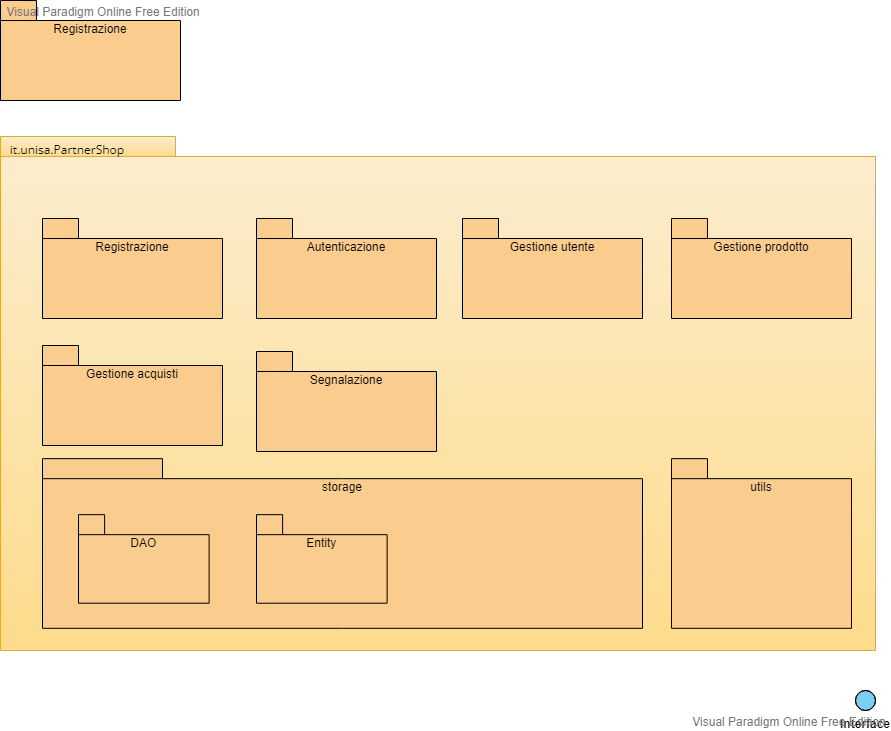 Visual Paradigm Online Free Edition
Registrazione
it.unisa.PartnerShop
Registrazione
Autenticazione
Gestione utente
Gestione prodotto
Gestione acquisti
Segnalazione
storage
utils
DAO
Entity
Visual Paradigm Online Free Edition
Interface